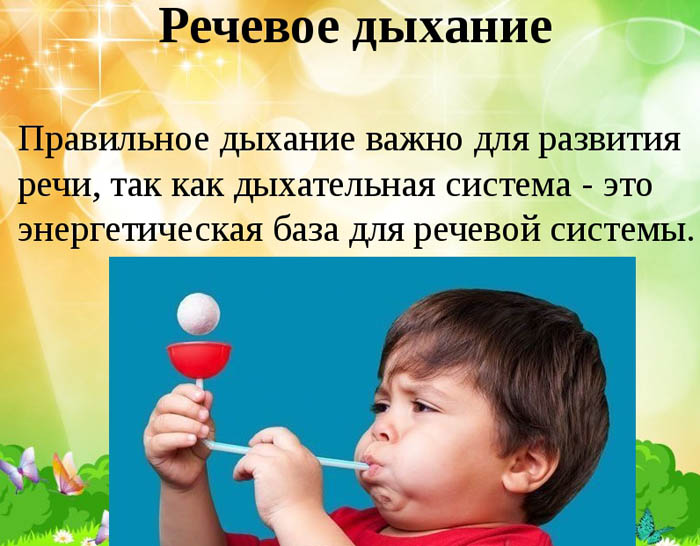 Речевое дыхание
Правильное дыхание важно для развития
речи, так как дыхательная система - это
энергетическая база для речевой системы.